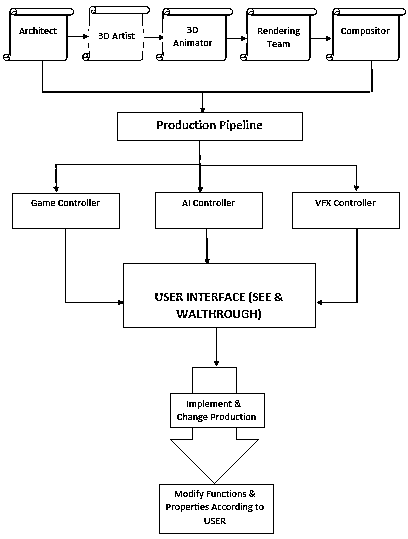 Architect
3D Artist
3D
Animator
Rendering
Team
Compositor
Production Pipeline
Game Controller
AI Controller
VFX Controller
USER INTERFACE (SEE &
WALTHROUGH)
Implement &
Change Production
Modify Functions &
Properties According to
USER